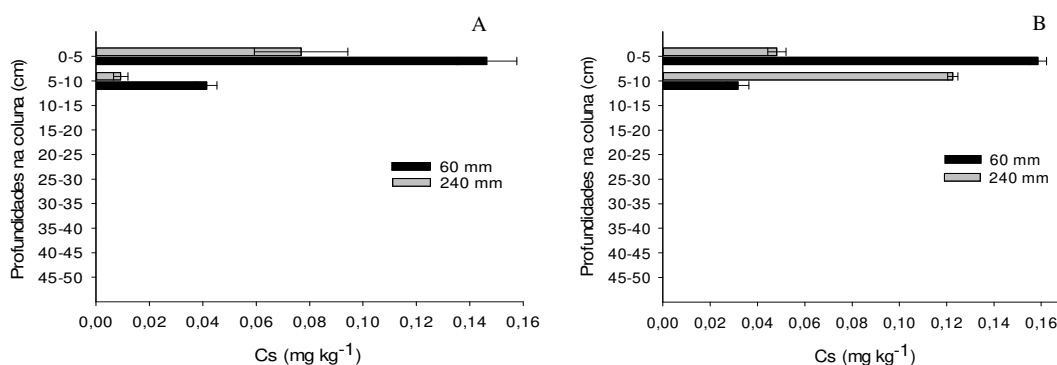 A
Profundidades na coluna (cm)
0-5
5-10
10-15
15-20
20-25
25-30
30-35
35-40
40-45
45-50
60 mm
240 mm
0,00 0,02 0,04 0,06 0,08 0,10 0,12 0,14 0,16
Cs (mg kg⁻¹)
B
Profundidades na coluna (cm)
0-5
5-10
10-15
15-20
20-25
25-30
30-35
35-40
40-45
45-50
60 mm
240 mm
0,00 0,02 0,04 0,06 0,08 0,10 0,12 0,14 0,16
Cs (mg kg⁻¹)